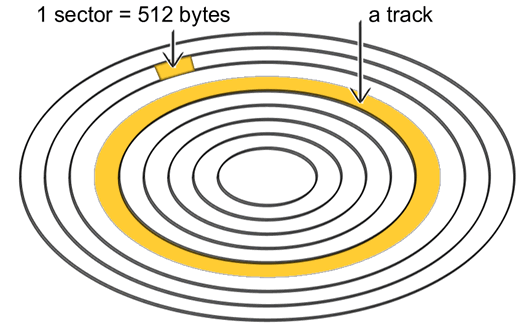 1 sector = 512 bytes
a track